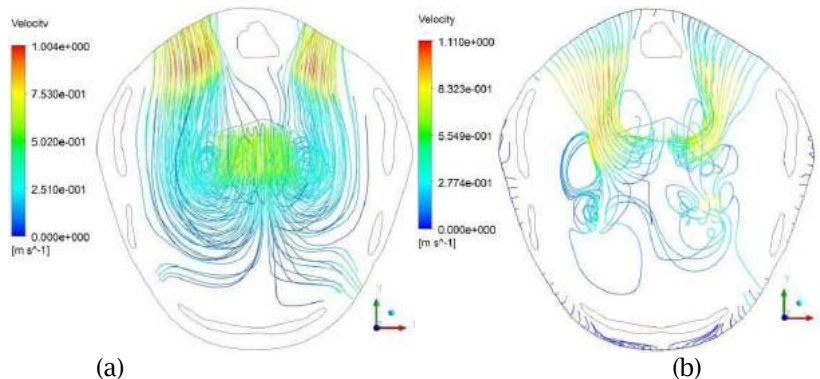 Velocity
1.004e+000
7.530e-001
5.020e-001
2.510e-001
0.000e+000
[m s^-1]
Velocity
1.110e+000
8.323e-001
5.549e-001
2.774e-001
0.000e+000
[m s^-1]
(a)
(b)